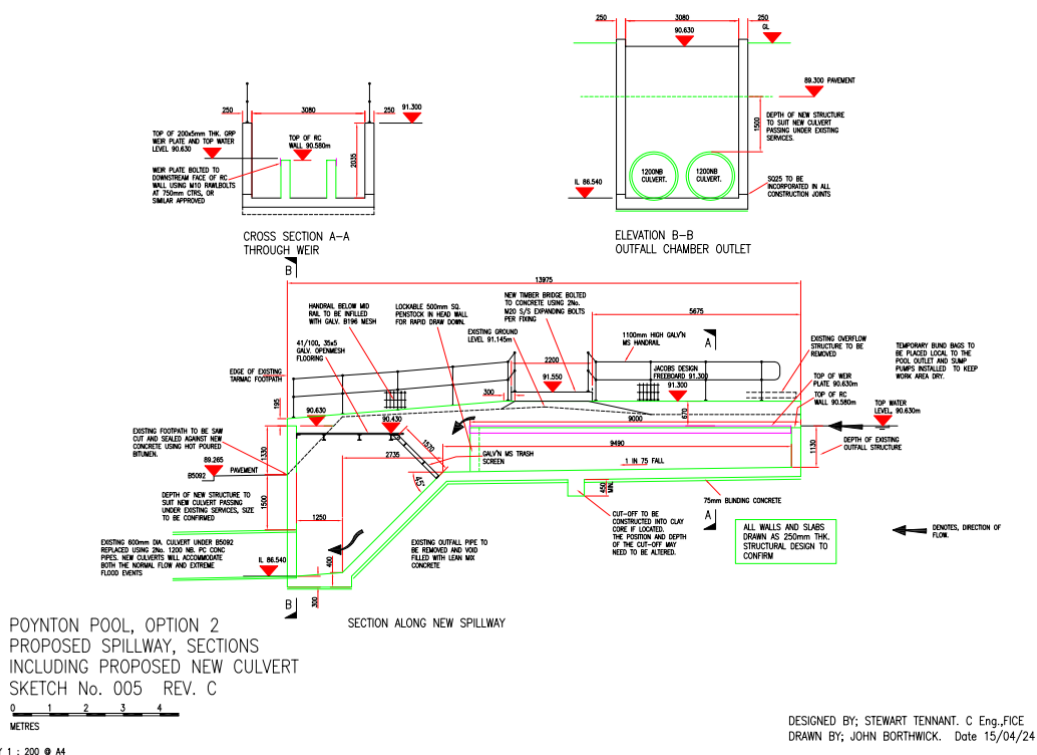 250
3080
250
90.630
GL
89.300 PAVEMENT
1500
DEPTH OF NEW STRUCTURE
TO SUIT NEW CULVERT
PASSING UNDER EXISTING
SERVICES.
1200NB
CULVERT.
1200NB
CULVERT.
IL 86.540
SQ25 TO BE
INCORPORATED IN ALL
CONSTRUCTION JOINTS
ELEVATION B-B
OUTFALL CHAMBER OUTLET
250
3080
250
91.300
TOP OF 200x5mm THK. GRP
WEIR PLATE AND TOP WATER
LEVEL 90.630
TOP OF RC
WALL 90.580m
2035
WEIR PLATE BOLTED TO
DOWNSTREAM FACE OF RC
WALL USING M10 RAWLBOLTS
AT 750mm CTRS, OR
SIMILAR APPROVED
CROSS SECTION A-A
THROUGH WEIR
B
13975
HANDRAIL BELOW MID
RAIL TO BE INFILLED
WITH GALV. B196 MESH
LOCKABLE 500mm SQ.
PENSTOCK IN HEAD WALL
FOR RAPID DRAW DOWN.
NEW TIMBER BRIDGE BOLTED
TO CONCRETE USING 2No.
M20 S/S EXPANDING BOLTS
PER FIXING
5675
EXISTING GROUND
LEVEL 91.145m
1100mm HIGH GALV'N
MS HANDRAIL
A
EXISTING OVERFLOW
STRUCTURE TO BE
REMOVED
TEMPORARY BUND BAGS TO
BE PLACED LOCAL TO THE
POOL OUTLET AND SUMP
PUMPS INSTALLED TO KEEP
WORK AREA DRY.
41/100, 35x5
GALV. OPENMESH
FLOORING
2200
EDGE OF EXISTING
TARMAC FOOTPATH
JACOBS DESIGN
FREEBOARD 91.300
91.550
91.300
300
TOP OF WEIR
PLATE 90.630m
TOP OF RC
WALL 90.580m
195
90.630
90.430
670
9000
TOP WATER
LEVEL, 90.630m
EXISTING FOOTPATH TO BE SAW
CUT AND SEALED AGAINST NEW
CONCRETE USING HOT POURED
BITUMEN.
1330
1570
9490
1130
DEPTH OF EXISTING
OUTFALL STRUCTURE
2735
GALV'N MS TRASH
SCREEN
1 IN 75 FALL
89.265
PAVEMENT
B5092
45°
450
MIN.
75mm BLINDING CONCRETE
DEPTH OF NEW STRUCTURE TO
SUIT NEW CULVERT PASSING
UNDER EXISTING SERVICES, SIZE
TO BE CONFIRMED
1500
1250
CUT-OFF TO BE
CONSTRUCTED INTO CLAY
CORE IF LOCATED.
THE POSITION AND DEPTH
OF THE CUT-OFF MAY
NEED TO BE ALTERED.
A
ALL WALLS AND SLABS
DRAWN AS 250mm THK.
STRUCTURAL DESIGN TO
CONFIRM
DENOTES, DIRECTION OF
FLOW.
EXISTING 600mm DIA. CULVERT UNDER B5092
REPLACED USING 2No. 1200 NB. PC CONC
PIPES. NEW CULVERTS WILL ACCOMMODATE
BOTH THE NORMAL FLOW AND EXTREME
FLOOD EVENTS
IL 86.540
EXISTING OUTFALL PIPE TO
BE REMOVED AND VOID
FILLED WITH LEAN MIX
CONCRETE
400
300
B
SECTION ALONG NEW SPILLWAY
POYNTON POOL, OPTION 2
PROPOSED SPILLWAY, SECTIONS
INCLUDING PROPOSED NEW CULVERT
SKETCH No. 005 REV. C
0 1 2 3 4
METRES
1 : 200 @ A4
DESIGNED BY; STEWART TENNANT. C Eng.,FICE
DRAWN BY; JOHN BORTHWICK. Date 15/04/24